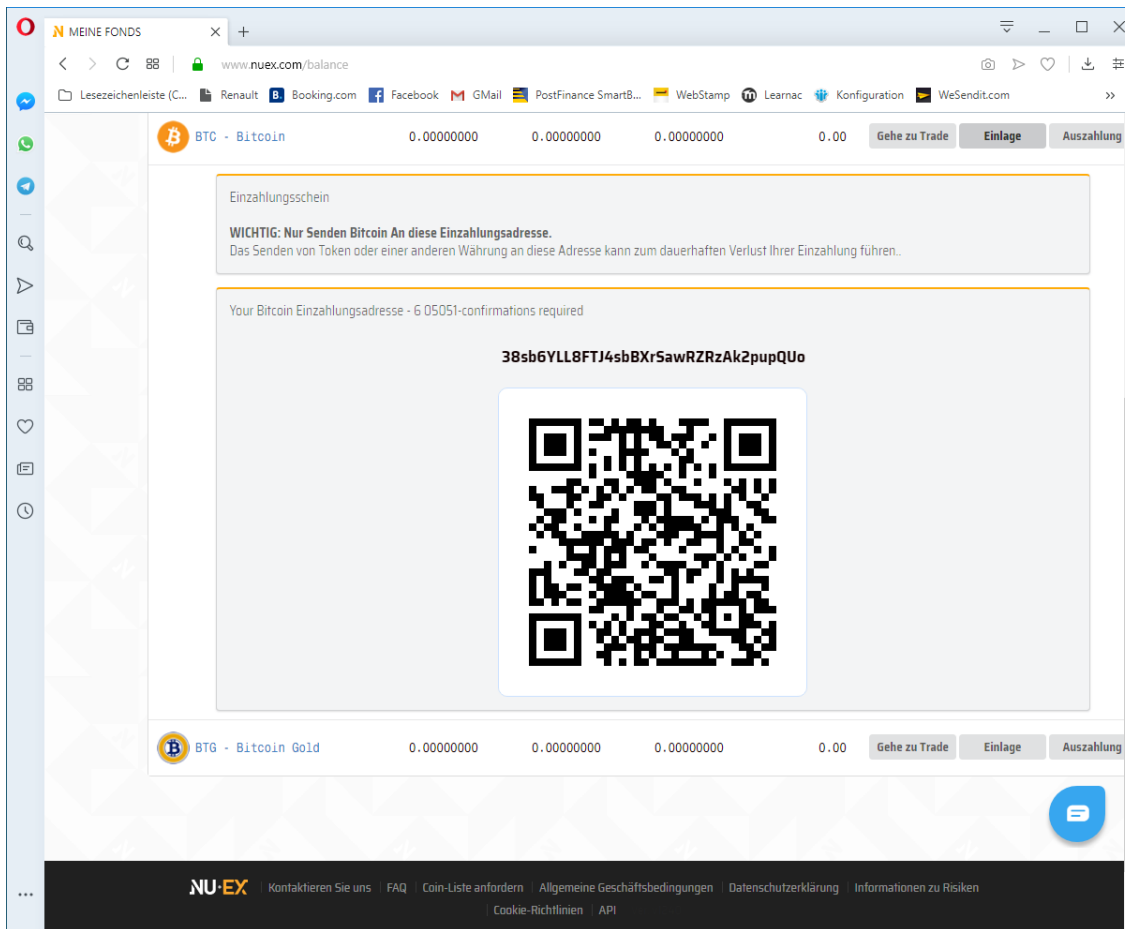 MEINE FONDS
www.nuex.com/balance
Lesezeichenleiste (C... Renault Booking.com Facebook GMail PostFinance SmartB... WebStamp Learnac Konfiguration WeSendit.com
BTC - Bitcoin 0.00000000 0.00000000 0.00000000 0.00 Gehe zu Trade Einlage Auszahlung
Einzahlungsschein
WICHTIG: Nur Senden Bitcoin An diese Einzahlungsadresse.
Das Senden von Token oder einer anderen Währung an diese Adresse kann zum dauerhaften Verlust Ihrer Einzahlung führen..
Your Bitcoin Einzahlungsadresse - 6 05051-confirmations required
38sb6YLL8FTJ4sbBXrSawRZRzAk2pupQUo
BTG - Bitcoin Gold 0.00000000 0.00000000 0.00000000 0.00 Gehe zu Trade Einlage Auszahlung
NU·EX Kontaktieren Sie uns FAQ Coin-Liste anfordern Allgemeine Geschäftsbedingungen Datenschutzerklärung Informationen zu Risiken
Cookie-Richtlinien API